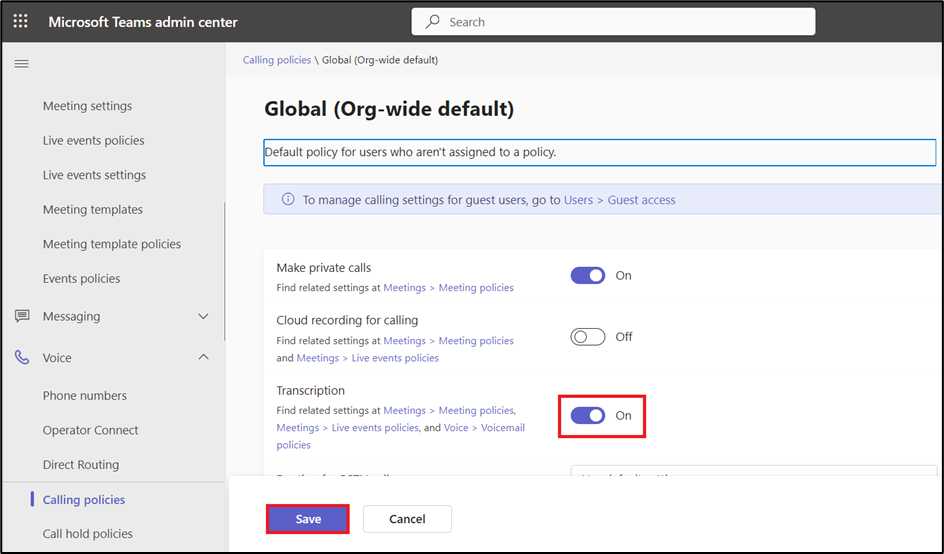 Microsoft Teams admin center
Search
Meeting settings
Live events policies
Live events settings
Meeting templates
Meeting template policies
Events policies
Messaging
Voice
Phone numbers
Operator Connect
Direct Routing
Calling policies
Call hold policies
Calling policies \ Global (Org-wide default)
Global (Org-wide default)
Default policy for users who aren't assigned to a policy.
To manage calling settings for guest users, go to Users > Guest access
Make private calls
On
Find related settings at Meetings > Meeting policies
Cloud recording for calling
Off
Find related settings at Meetings > Meeting policies
and Meetings > Live events policies
Transcription
On
Find related settings at Meetings > Meeting policies,
Meetings > Live events policies, and Voice > Voicemail
policies
Save
Cancel